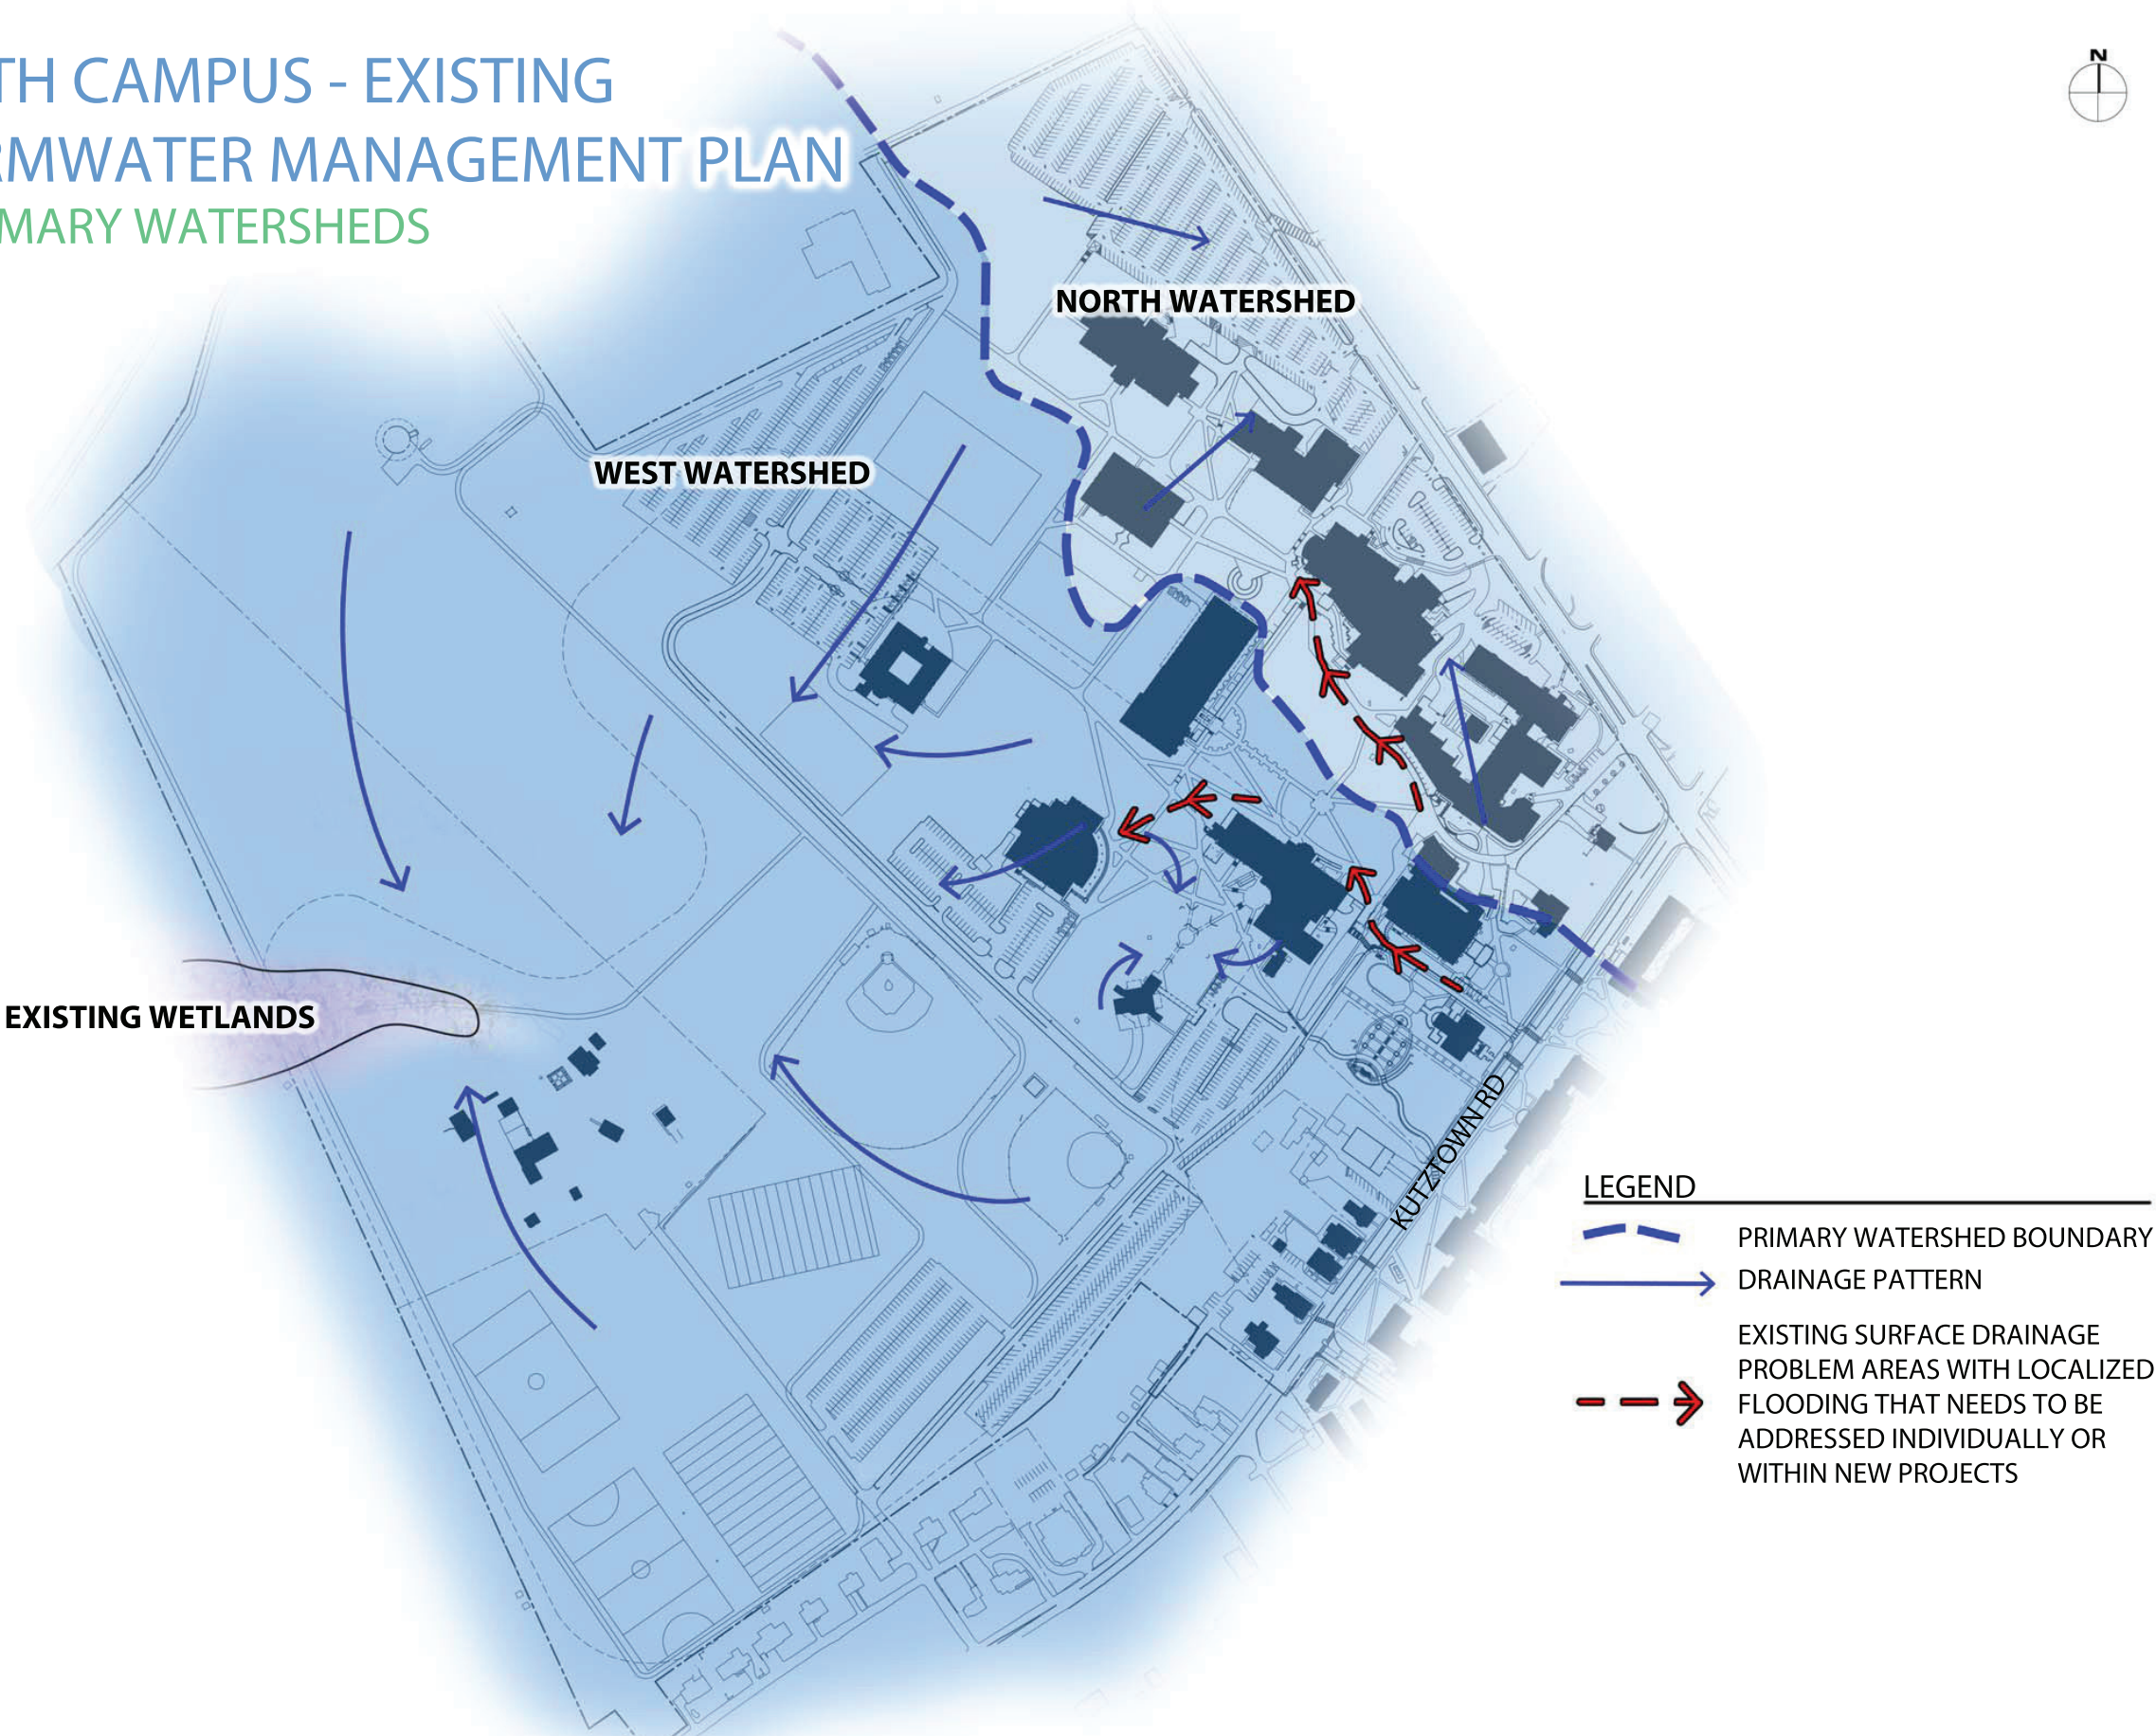 TH CAMPUS - EXISTING
RMWATER MANAGEMENT PLAN
MARY WATERSHEDS
N
NORTH WATERSHED
WEST WATERSHED
EXISTING WETLANDS
KUTZTOWN RD
LEGEND
PRIMARY WATERSHED BOUNDARY
DRAINAGE PATTERN
EXISTING SURFACE DRAINAGE
PROBLEM AREAS WITH LOCALIZED
FLOODING THAT NEEDS TO BE
ADDRESSED INDIVIDUALLY OR
WITHIN NEW PROJECTS